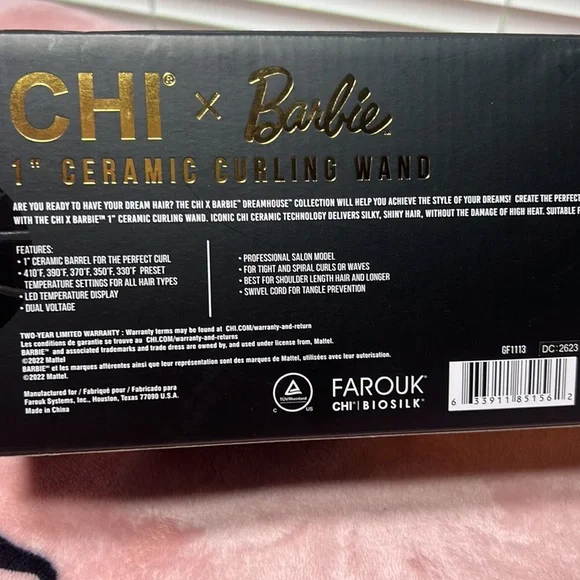 CHI® × Barbie™
1" CERAMIC CURLING WAND
ARE YOU READY TO HAVE YOUR DREAM HAIR? THE CHI X BARBIE™ DREAMHOUSE™ COLLECTION WILL HELP YOU ACHIEVE THE STYLE OF YOUR DREAMS! CREATE THE PERFECT
WITH THE CHI X BARBIE™ 1" CERAMIC CURLING WAND. ICONIC CHI CERAMIC TECHNOLOGY DELIVERS SILKY, SHINY HAIR, WITHOUT THE DAMAGE OF HIGH HEAT. SUITABLE F
FEATURES:
• 1" CERAMIC BARREL FOR THE PERFECT CURL
• 410°F, 390°F, 370°F, 350°F, 330°F PRESET
TEMPERATURE SETTINGS FOR ALL HAIR TYPES
• LED TEMPERATURE DISPLAY
• DUAL VOLTAGE
• PROFESSIONAL SALON MODEL
• FOR TIGHT AND SPIRAL CURLS OR WAVES
• BEST FOR SHOULDER LENGTH HAIR AND LONGER
• SWIVEL CORD FOR TANGLE PREVENTION
TWO-YEAR LIMITED WARRANTY : Warranty terms may be found at CHI.COM/warranty-and-return
Les conditions de garantie se trouve au CHI.COM/warranty-and-return
BARBIE™ and associated trademarks and trade dress are owned by, and used under license from, Mattel.
©2022 Mattel
BARBIE™ et les marques afférentes ainsi que leur représentation sont des marques de Mattel. utilisées avec leur autorisation.
©2022 Mattel
Manufactured for / Fabriqué pour / Fabricado para
Farouk Systems, Inc., Houston, Texas 77090 U.S.A.
Made in China
TÜVRheinland
C US
FAROUK™
CHI® | BIOSILK®
GF1113 DC:2623
6 33911 85156 2